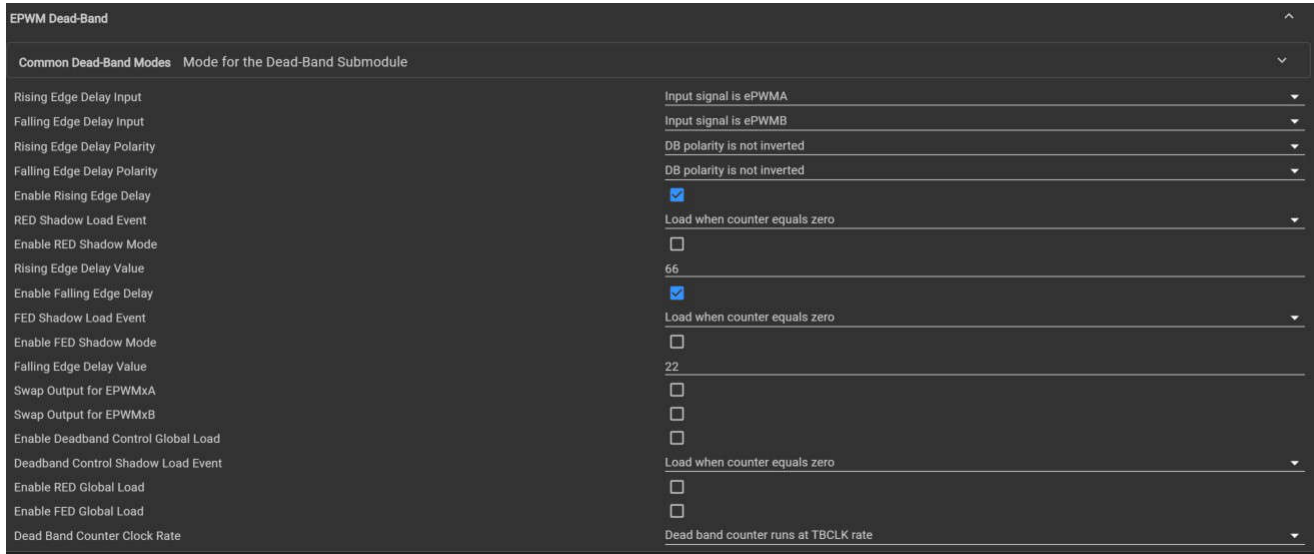 EPWM Dead-Band
Common Dead-Band Modes Mode for the Dead-Band Submodule
Rising Edge Delay Input Input signal is ePWMA
Falling Edge Delay Input Input signal is ePWMB
Rising Edge Delay Polarity DB polarity is not inverted
Falling Edge Delay Polarity DB polarity is not inverted
Enable Rising Edge Delay
RED Shadow Load Event Load when counter equals zero
Enable RED Shadow Mode
Rising Edge Delay Value 66
Enable Falling Edge Delay
FED Shadow Load Event Load when counter equals zero
Enable FED Shadow Mode
Falling Edge Delay Value 22
Swap Output for EPWMxA
Swap Output for EPWMxB
Enable Deadband Control Global Load
Deadband Control Shadow Load Event Load when counter equals zero
Enable RED Global Load
Enable FED Global Load
Dead Band Counter Clock Rate Dead band counter runs at TBCLK rate